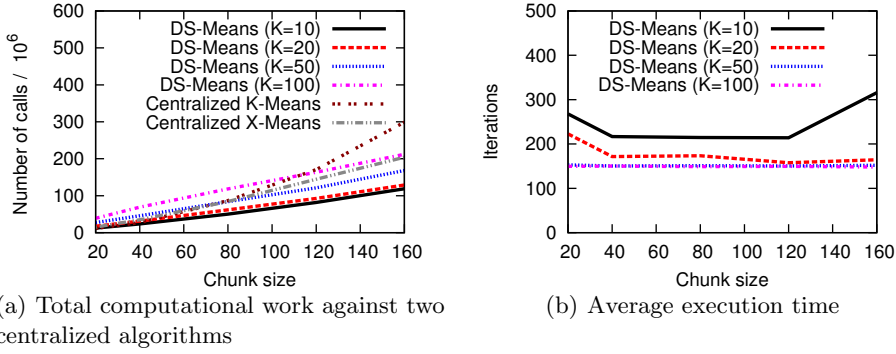 600
500
400
300
200
100
0
20 40 60 80 100 120 140 160
Number of calls / 10^6
Chunk size
DS-Means (K=10)
DS-Means (K=20)
DS-Means (K=50)
DS-Means (K=100)
Centralized K-Means
Centralized X-Means
(a) Total computational work against two
centralized algorithms
500
400
300
200
100
0
20 40 60 80 100 120 140 160
Iterations
Chunk size
DS-Means (K=10)
DS-Means (K=20)
DS-Means (K=50)
DS-Means (K=100)
(b) Average execution time